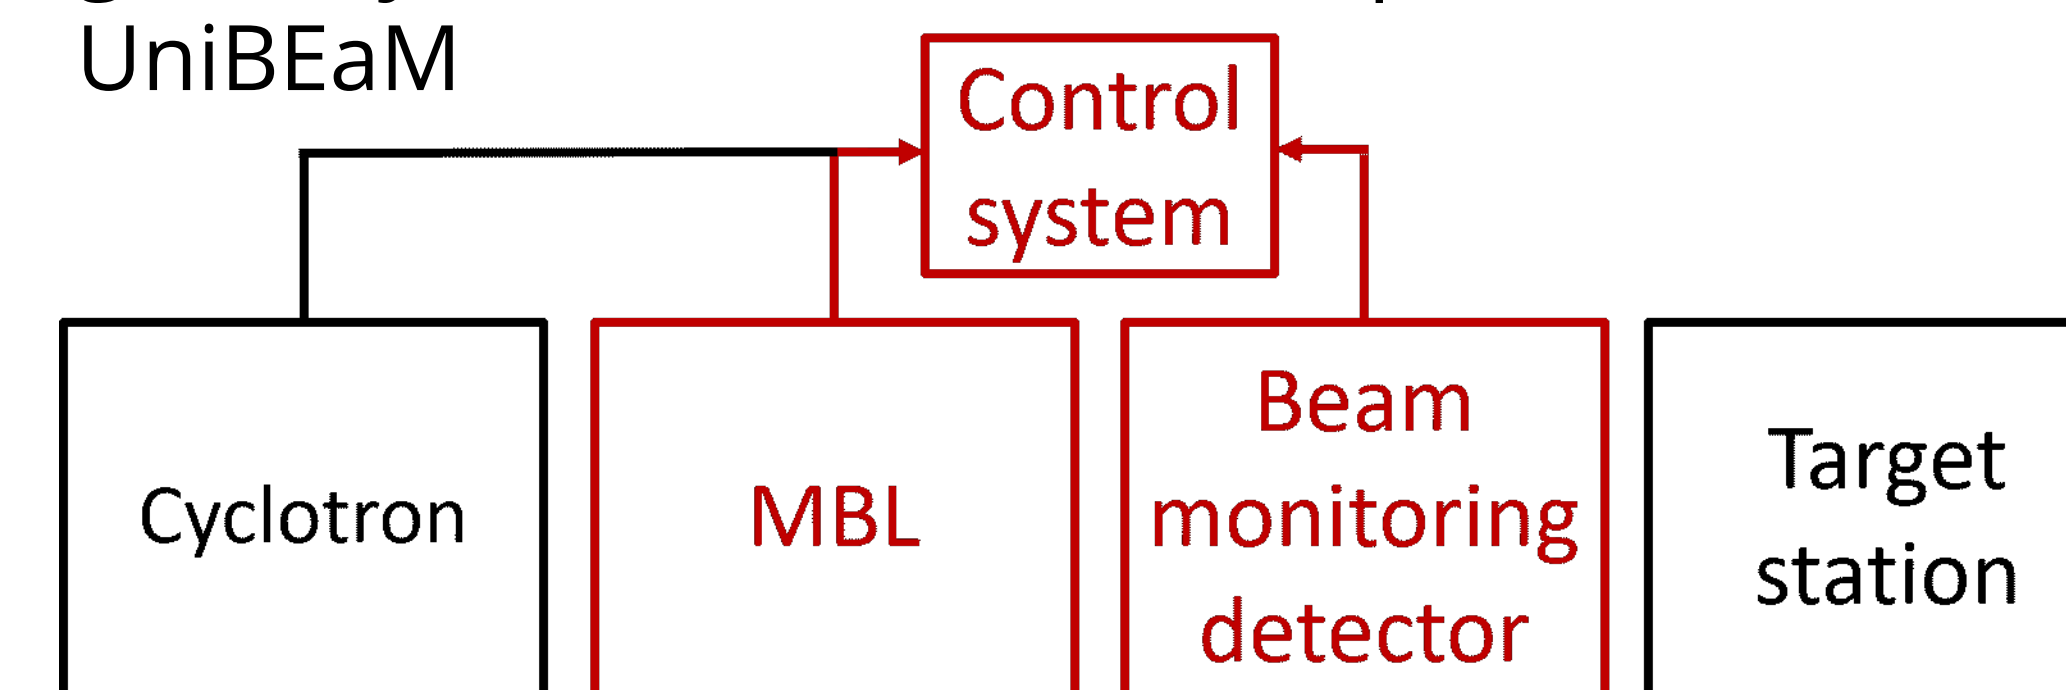 UniBEaM
Control
system
Cyclotron
MBL
Beam
monitoring
detector
Target
station